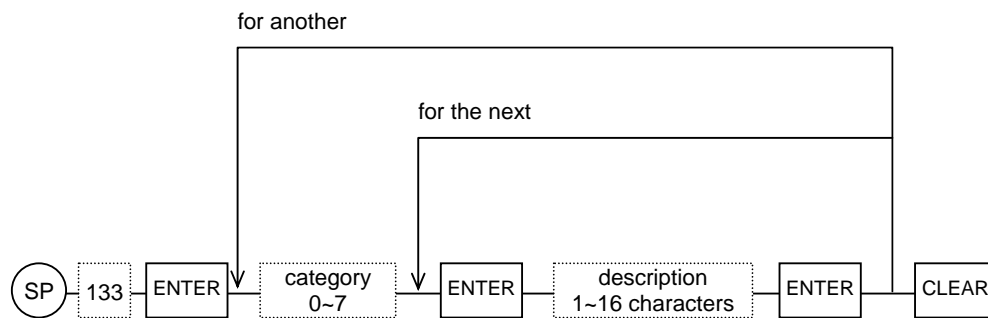 for another
for the next
SP
133
ENTER
category
0~7
ENTER
description
1~16 characters
ENTER
CLEAR